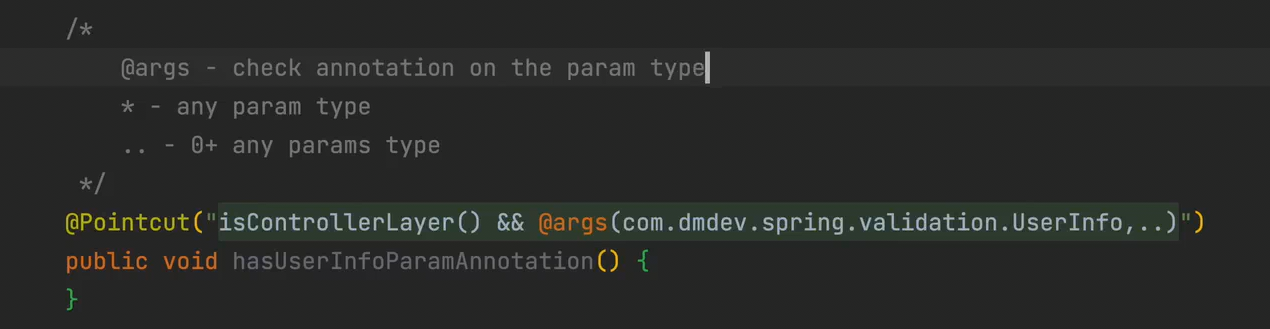 /*
@args - check annotation on the param type
* - any param type
.. - 0+ any params type
*/
@Pointcut("isControllerLayer() && @args(com.dmdev.spring.validation.UserInfo,..)")
public void hasUserInfoParamAnnotation() {
}